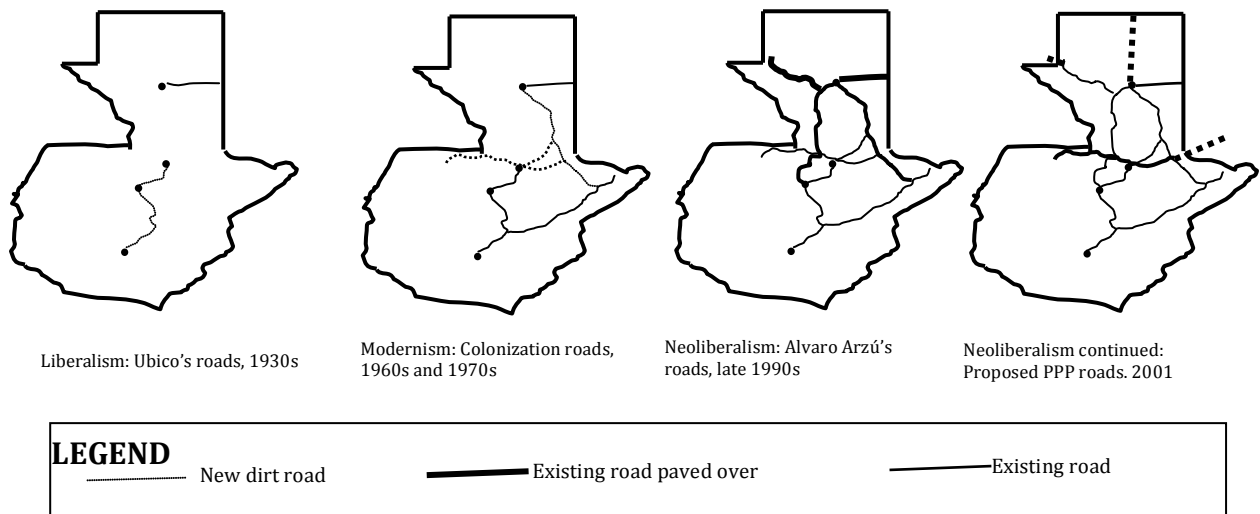 Liberalism: Ubico's roads, 1930s
Modernism: Colonization roads,
1960s and 1970s
Neoliberalism: Alvaro Arzú's
roads, late 1990s
Neoliberalism continued:
Proposed PPP roads. 2001
LEGEND
New dirt road
Existing road paved over
Existing road